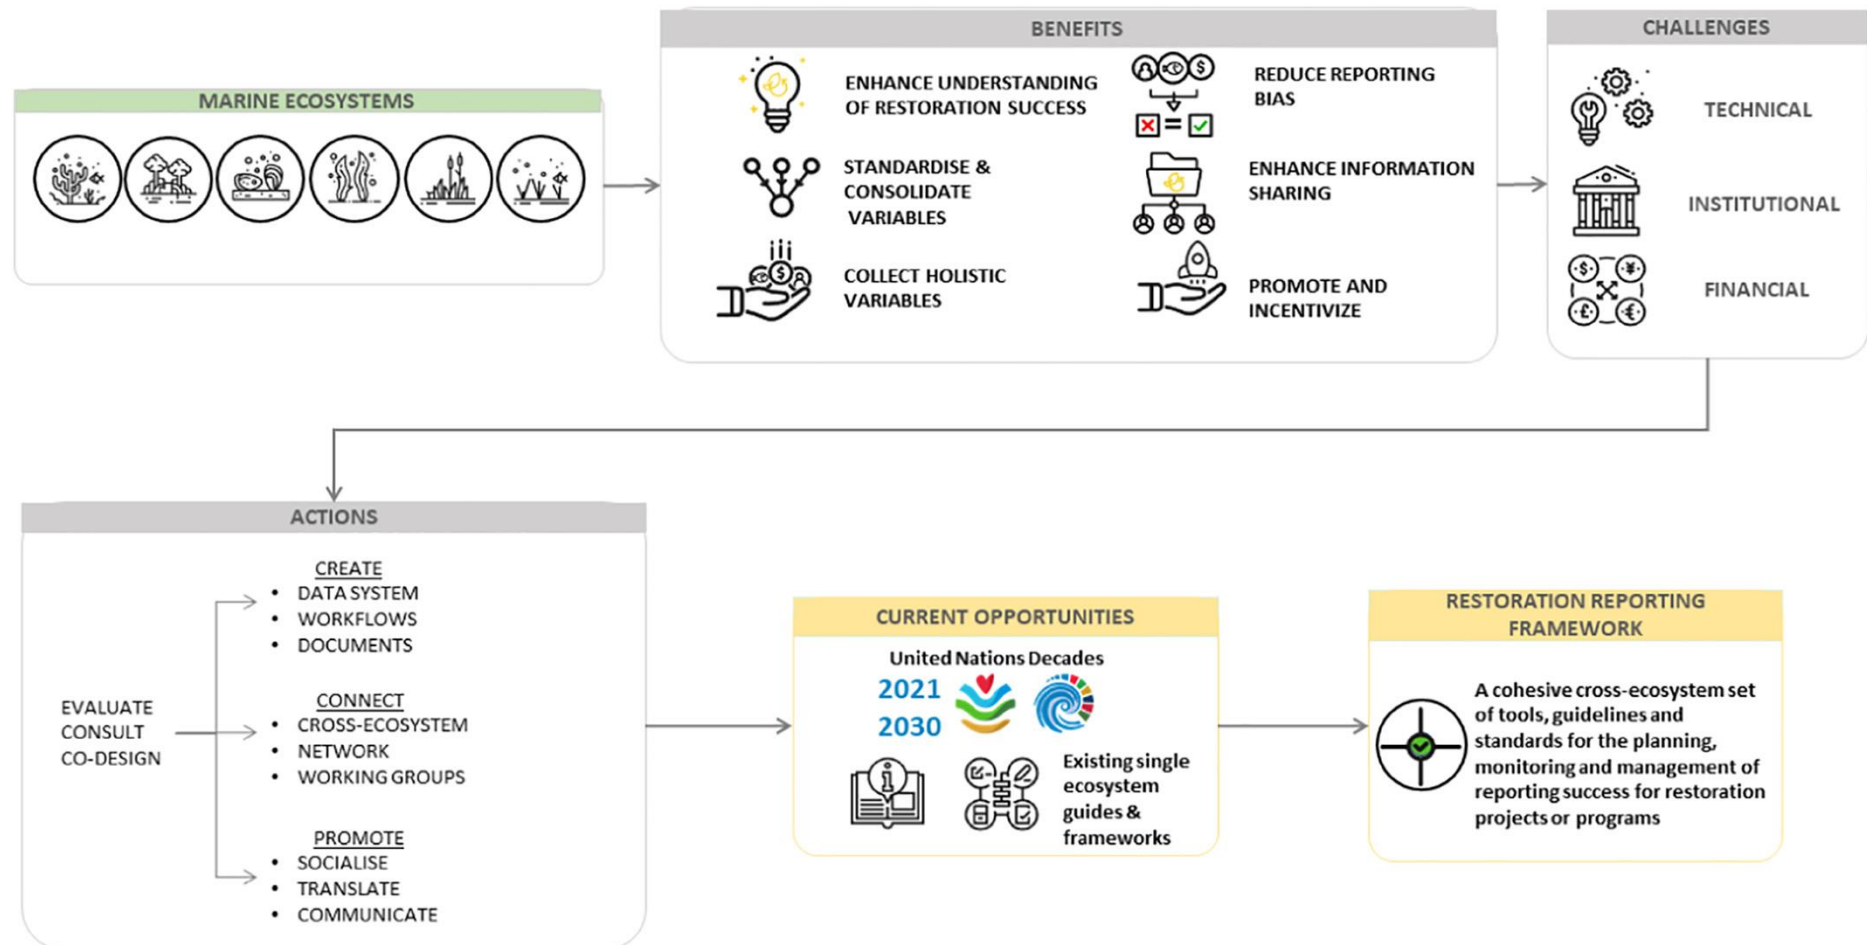 MARINE ECOSYSTEMS
BENEFITS
ENHANCE UNDERSTANDING
OF RESTORATION SUCCESS
STANDARDISE &
CONSOLIDATE
VARIABLES
COLLECT HOLISTIC
VARIABLES
REDUCE REPORTING
BIAS
ENHANCE INFORMATION
SHARING
PROMOTE AND
INCENTIVIZE
CHALLENGES
TECHNICAL
INSTITUTIONAL
FINANCIAL
ACTIONS
EVALUATE
CONSULT
CO-DESIGN
CREATE
• DATA SYSTEM
• WORKFLOWS
• DOCUMENTS
CONNECT
• CROSS-ECOSYSTEM
• NETWORK
• WORKING GROUPS
PROMOTE
• SOCIALISE
• TRANSLATE
• COMMUNICATE
CURRENT OPPORTUNITIES
United Nations Decades
2021
2030
Existing single
ecosystem
guides &
frameworks
RESTORATION REPORTING
FRAMEWORK
A cohesive cross-ecosystem set
of tools, guidelines and
standards for the planning,
monitoring and management of
reporting success for restoration
projects or programs